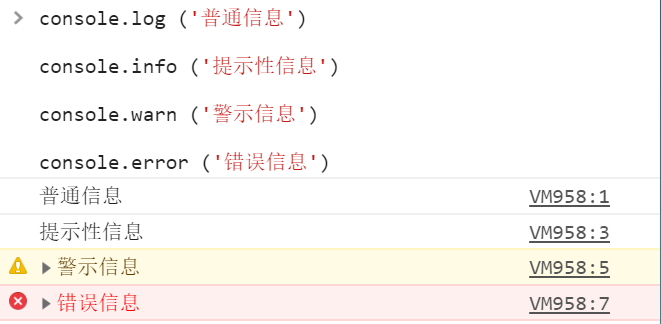 console.log ('普通信息')
console.info ('提示性信息')
console.warn ('警示信息')
console.error ('错误信息')
普通信息 VM958:1
提示性信息 VM958:3
警示信息 VM958:5
错误信息 VM958:7